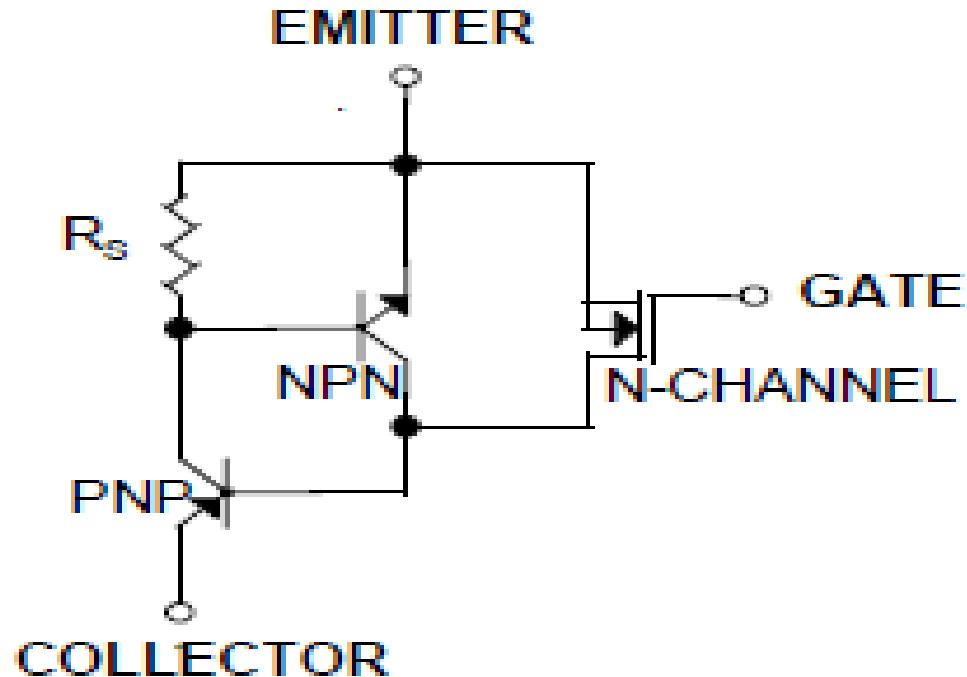 EMITTER
Rs
GATE
NPN
N-CHANNEL
PNP
COLLECTOR